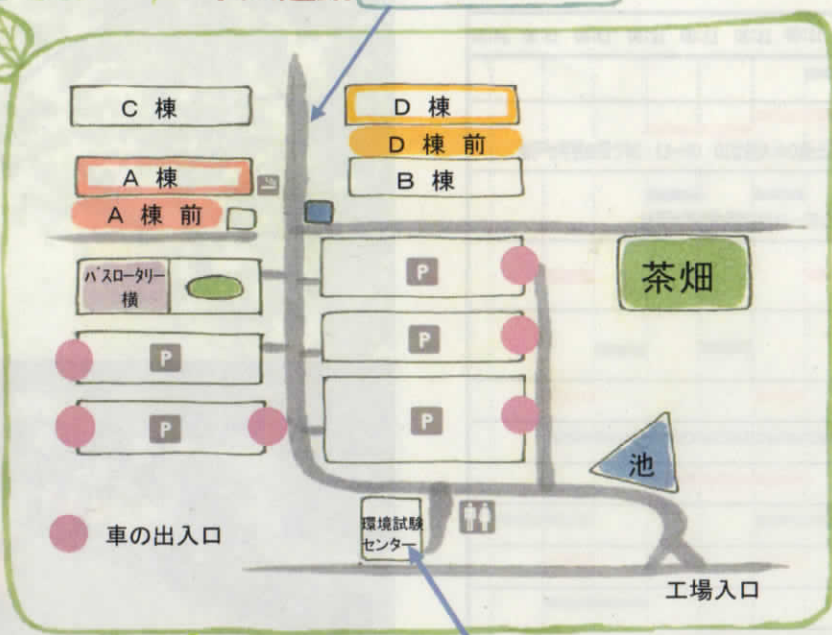 C 棟
D 棟
D 棟 前
A 棟
B 棟
A 棟 前
バスロータリー
横
P
茶畑
P
P
P
P
池
車の出入口
環境試験
センター
工場入口